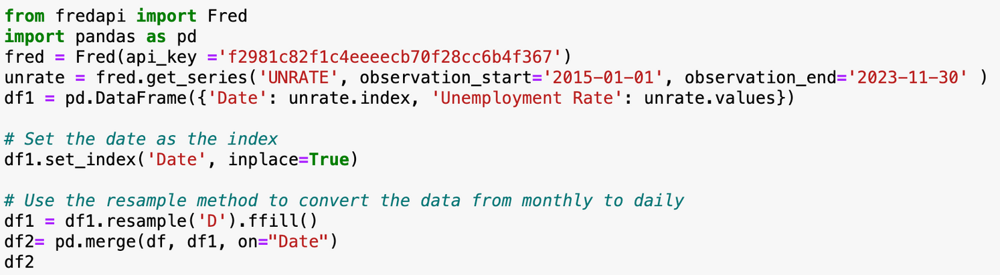 from fredapi import Fred
import pandas as pd
fred = Fred(api_key ='f2981c82f1c4eeeecb70f28cc6b4f367')
unrate = fred.get_series('UNRATE', observation_start='2015-01-01', observation_end='2023-11-30' )
df1 = pd.DataFrame({'Date': unrate.index, 'Unemployment Rate': unrate.values})
# Set the date as the index
df1.set_index('Date', inplace=True)
# Use the resample method to convert the data from monthly to daily
df1 = df1.resample('D').ffill()
df2= pd.merge(df, df1, on="Date")
df2